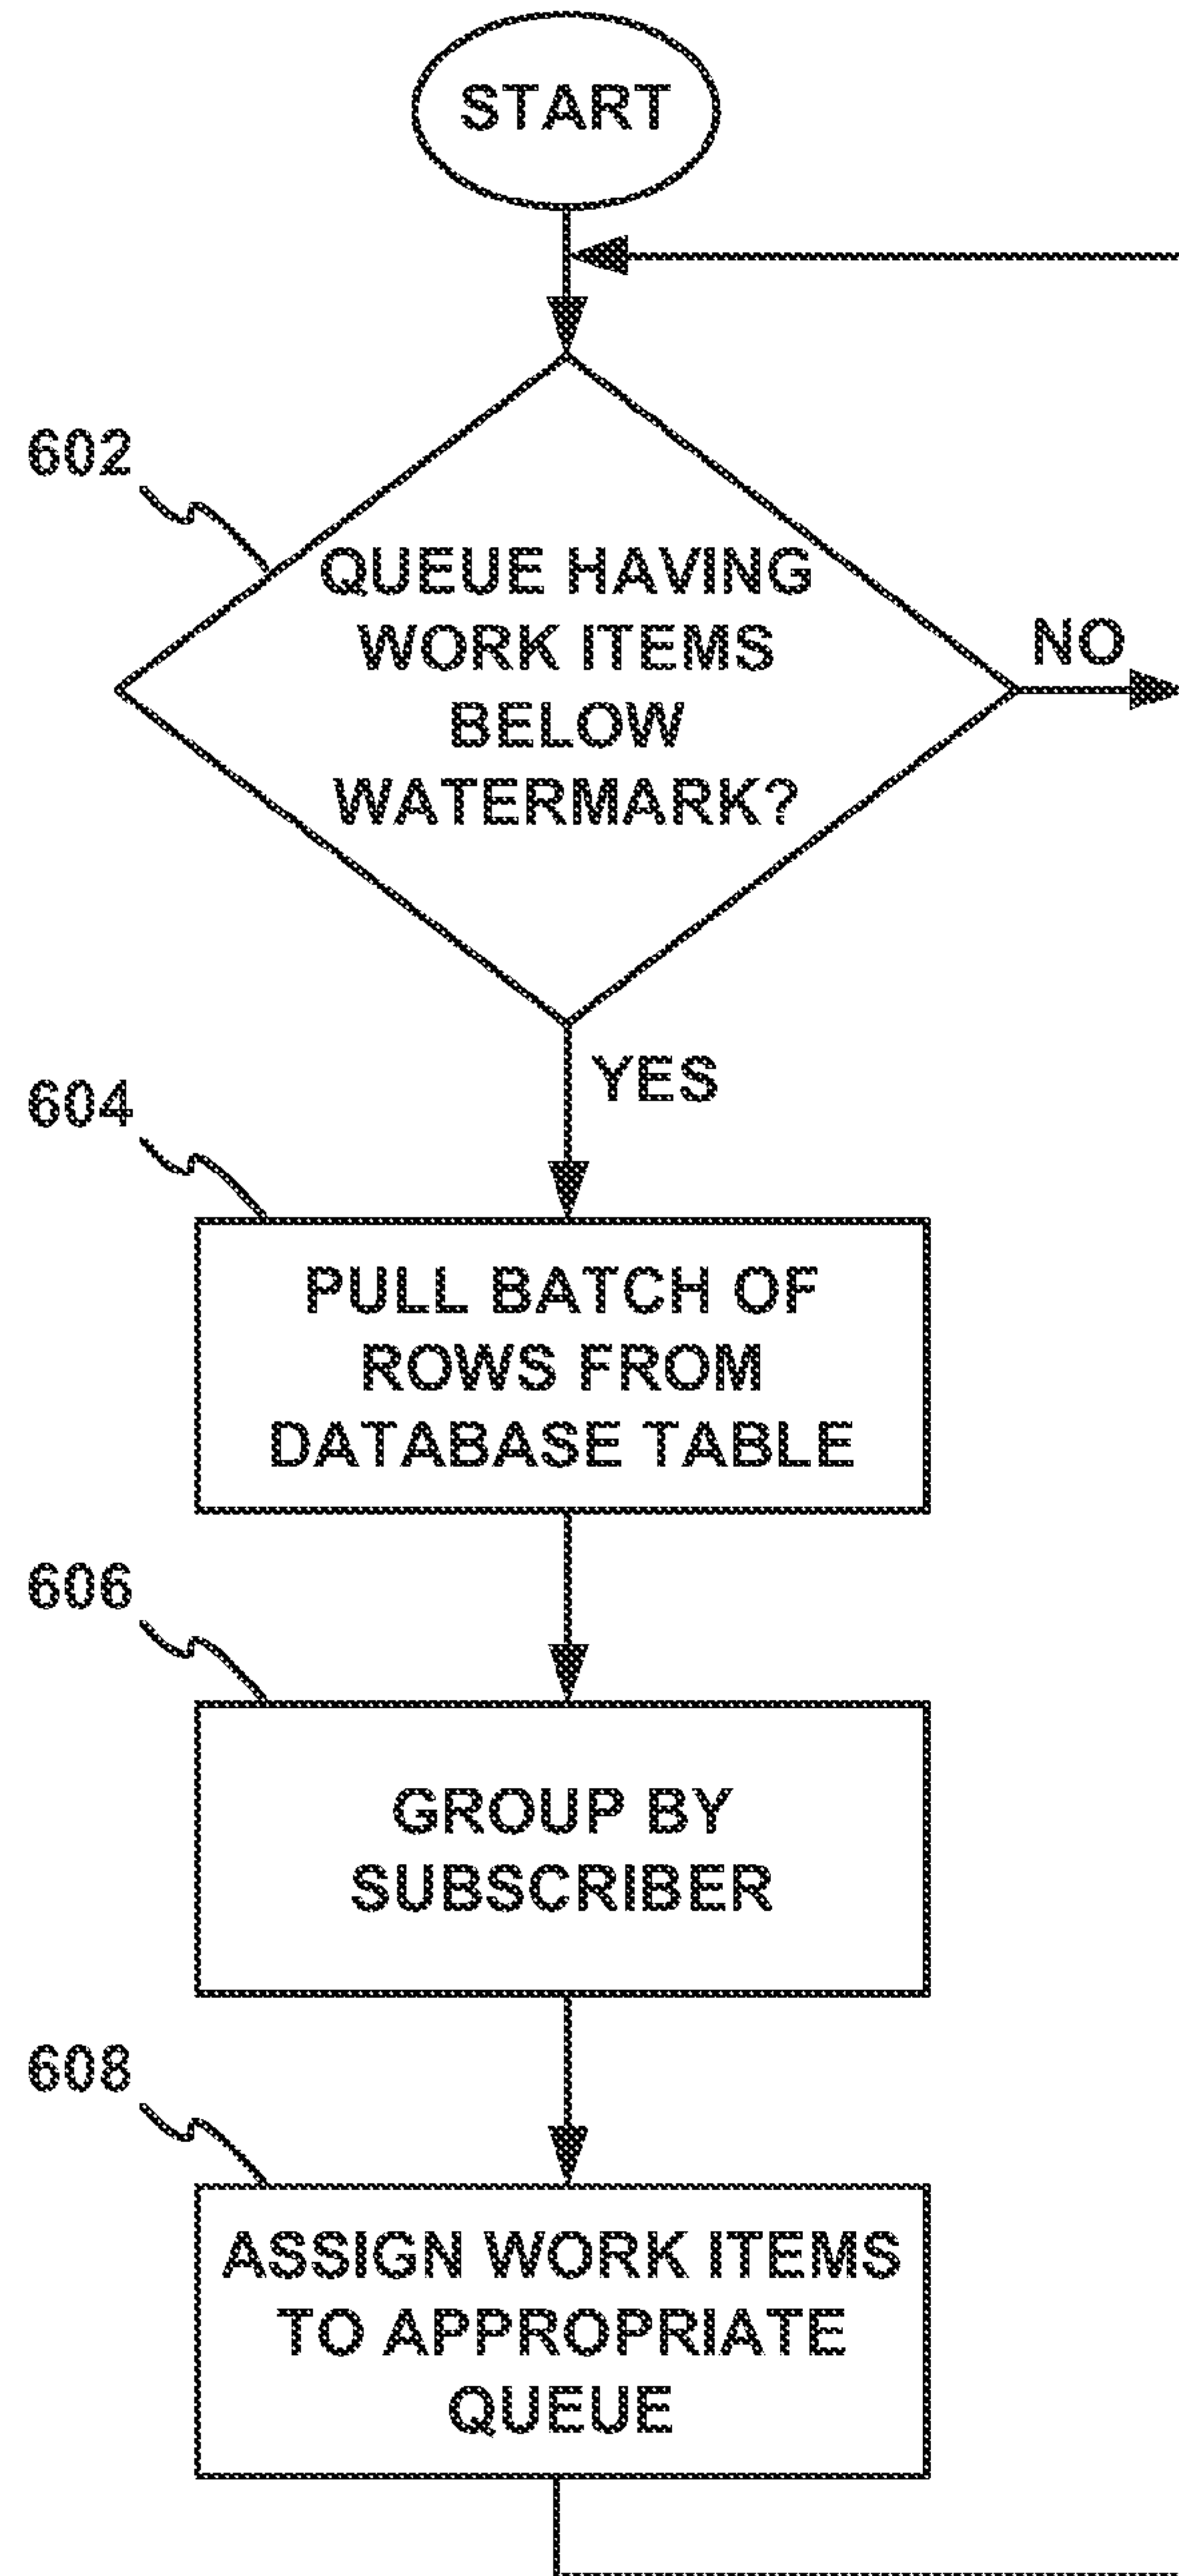 START
602
QUEUE HAVING
WORK ITEMS
BELOW
WATERMARK?
NO
YES
604
PULL BATCH OF
ROWS FROM
DATABASE TABLE
606
GROUP BY
SUBSCRIBER
608
ASSIGN WORK ITEMS
TO APPROPRIATE
QUEUE